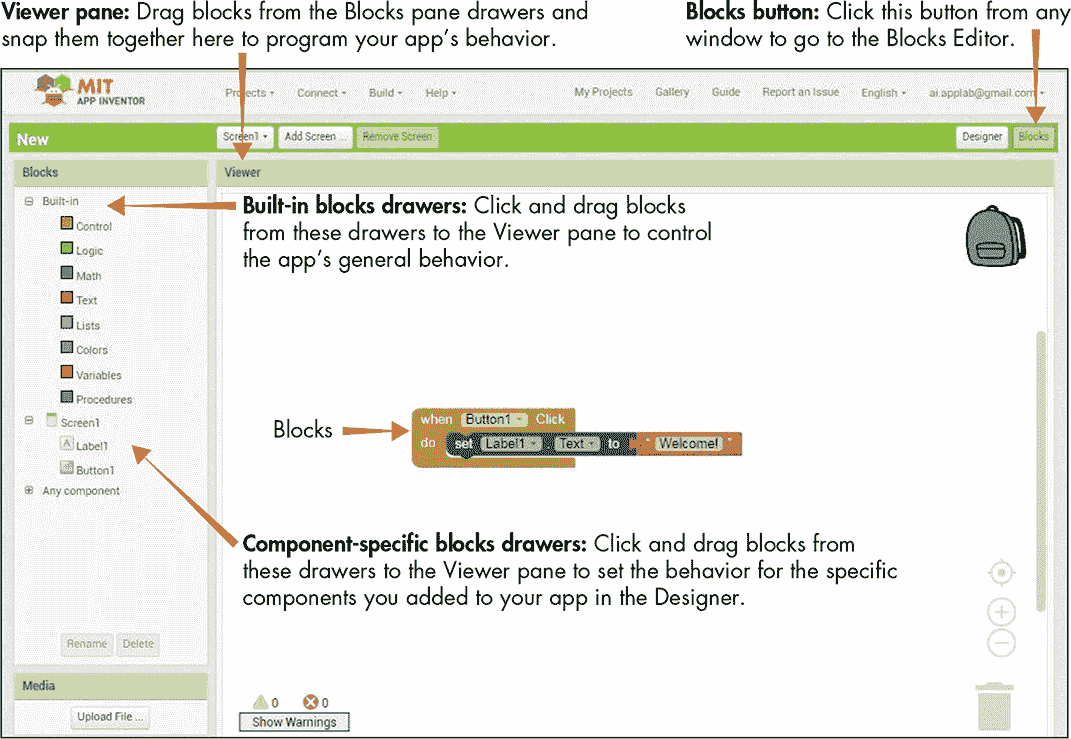 Viewer pane: Drag blocks from the Blocks pane drawers and
snap them together here to program your app's behavior.
Blocks button: Click this button from any
window to go to the Blocks Editor.
MIT
APP INVENTOR
Projects
Connect
Build
Help
My Projects
Gallery
Guide
Report an Issue
English
ai.applab@gmail.com
New
Screen1
Add Screen ...
Remove Screen
Designer
Blocks
Blocks
Viewer
Built-in
Control
Logic
Math
Text
Lists
Colors
Variables
Procedures
Screen1
Label1
Button1
Any component
Rename
Delete
Media
Upload File ...
Built-in blocks drawers: Click and drag blocks
from these drawers to the Viewer pane to control
the app's general behavior.
Blocks
when Button1 .Click
do set Label1 . Text to " Welcome! "
Component-specific blocks drawers: Click and drag blocks from
these drawers to the Viewer pane to set the behavior for the specific
components you added to your app in the Designer.
0 0
Show Warnings